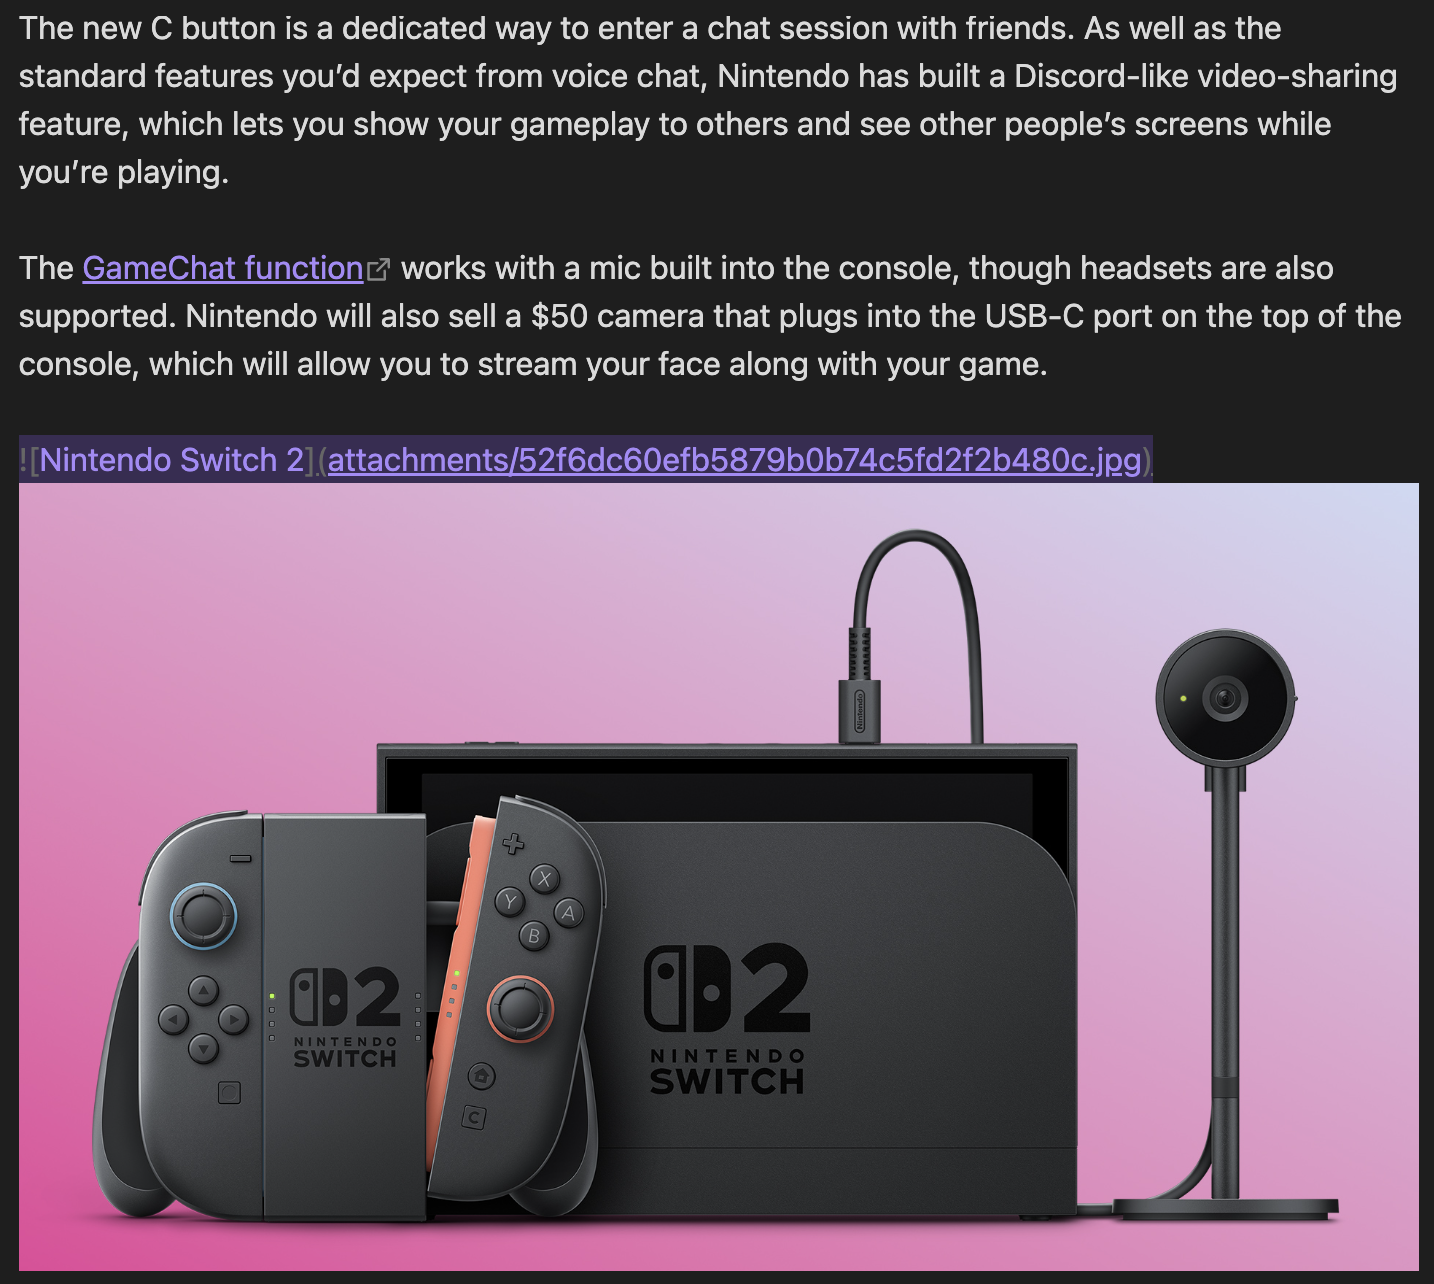 The new C button is a dedicated way to enter a chat session with friends. As well as the
standard features you’d expect from voice chat, Nintendo has built a Discord-like video-sharing
feature, which lets you show your gameplay to others and see other people’s screens while
you’re playing.
The GameChat function works with a mic built into the console, though headsets are also
supported. Nintendo will also sell a $50 camera that plugs into the USB-C port on the top of the
console, which will allow you to stream your face along with your game.
![Nintendo Switch 2](attachments/52f6dc60efb5879b0b74c5fd2f2b480c.jpg)
Nintendo
X
Y
A
B
2
NINTENDO
SWITCH
2
NINTENDO
SWITCH
C